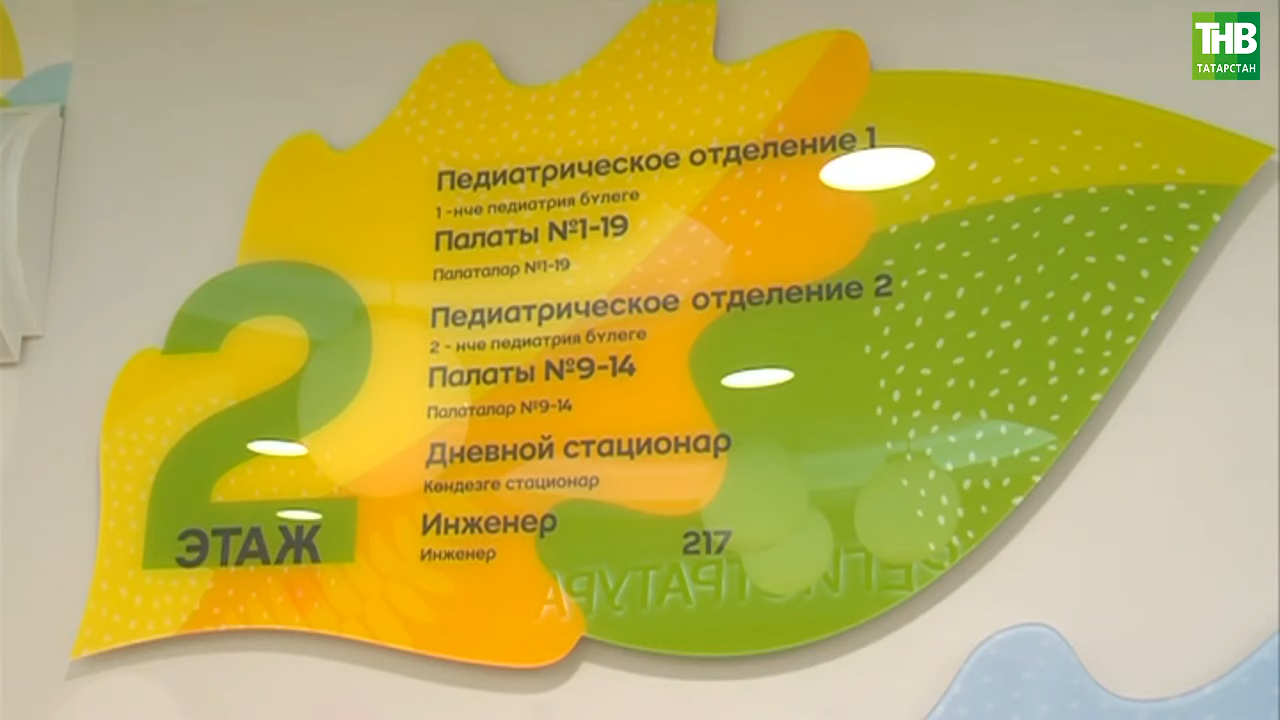 ТНВ
ТАТАРСТАН
Педиатрическое отделение 1
1 -нче педиатрия бүлеге
Палаты №1-19
Палаталар №1-19
Педиатрическое отделение 2
2 - нче педиатрия бүлеге
Палаты №9-14
Палаталар №9-14
Дневной стационар
Көндезге стационар
Инженер 217
Инженер
2
ЭТАЖ
РЕГИСТРАТУРА